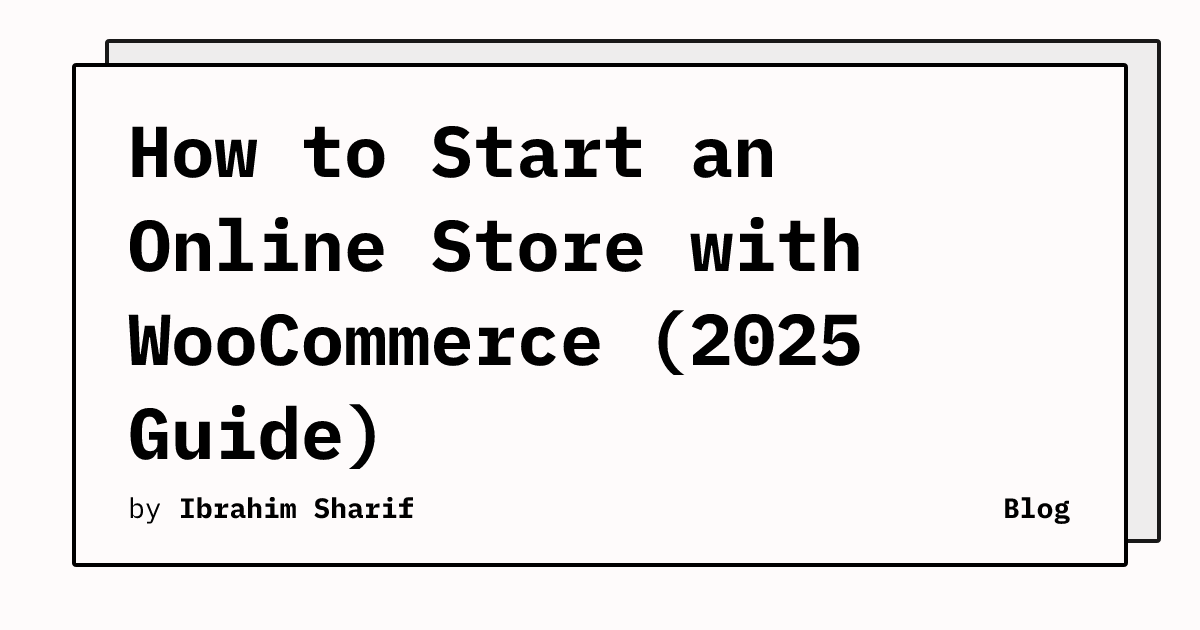 How to Start an
Online Store with
WooCommerce (2025
Guide)
by Ibrahim Sharif
Blog